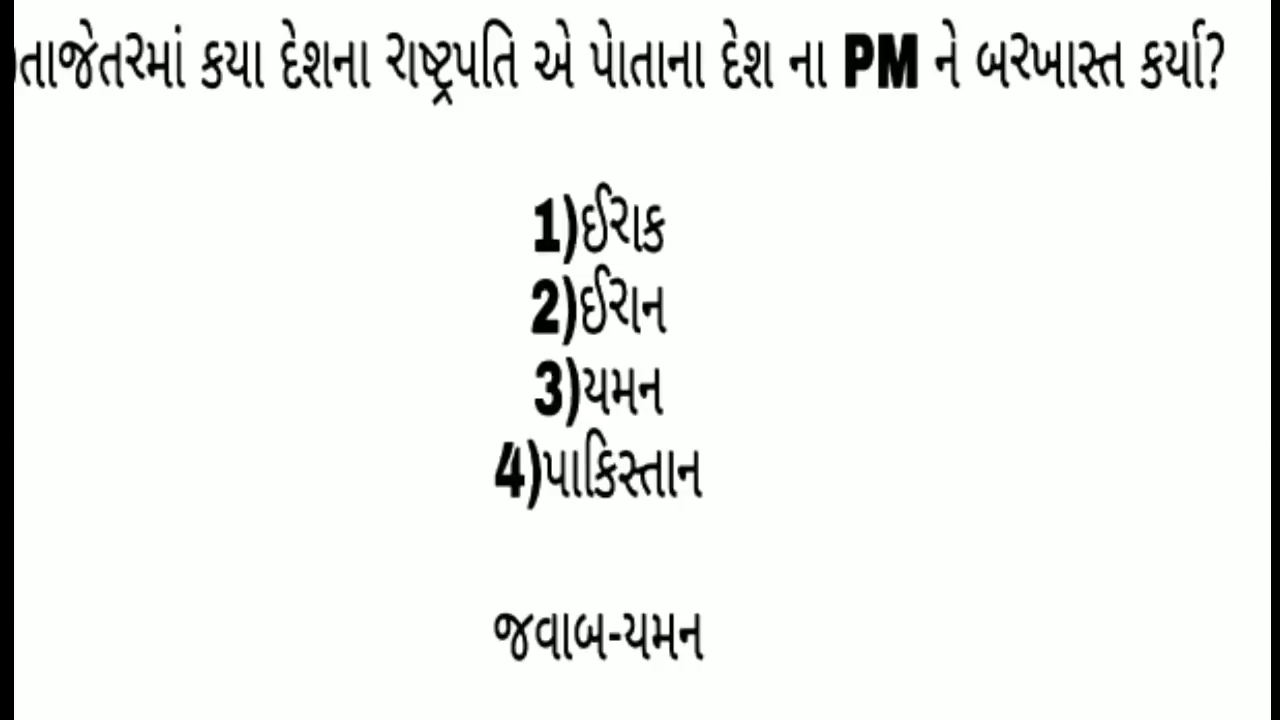 )તાજેતરમાં કયા દેશના રાષ્ટ્રપતિ એ પોતાના દેશ ના PM ને બરખાસ્ત કર્યા?
1)ઈરાક
2)ઈરાન
3)યમન
4)પાકિસ્તાન
જવાબ-યમન